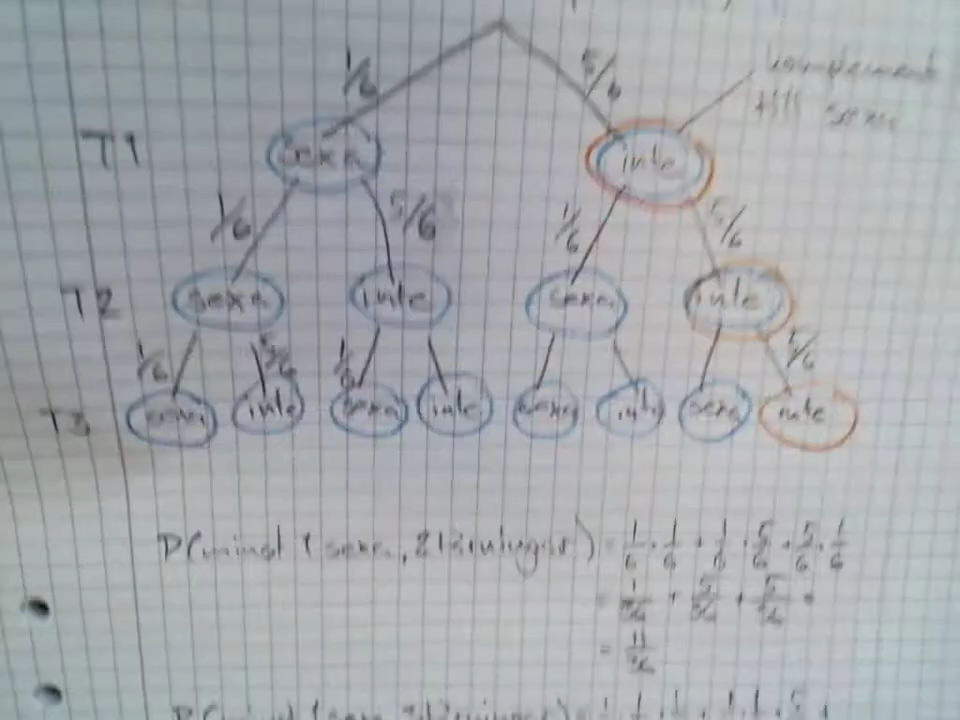 1/6 5/6 komplement
till sexa
T1 sexa inte
1/6 5/6 1/6 5/6
T2 sexa inte sexa inte
1/6 5/6 1/6 5/6
T3 sexa inte sexa inte sexa inte sexa inte
P(minst 1 sexa, 2 tärningar) = 1/6 · 1/6 + 1/6 · 5/6 + 5/6 · 1/6
= 1/36 + 5/36 + 5/36 =
= 11/36